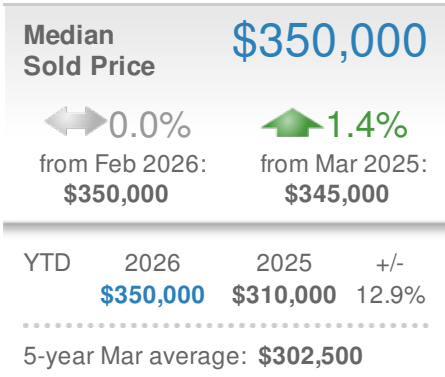 Median
Sold Price
$350,000
0.0%
from Feb 2026:
$350,000
1.4%
from Mar 2025:
$345,000
YTD 2026 2025 +/-
$350,000 $310,000 12.9%
5-year Mar average: $302,500